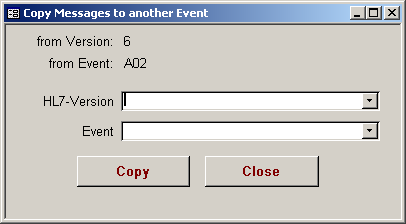 Copy Messages to another Event
from Version: 6
from Event: A02
HL7-Version
Event
Copy Close